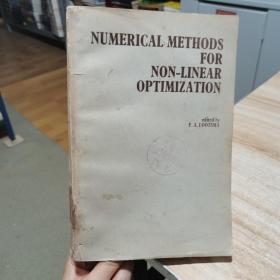 NUMERICAL METHODS
FOR
NON-LINEAR
OPTIMIZATION
edited by
F. A. LOOTSMA